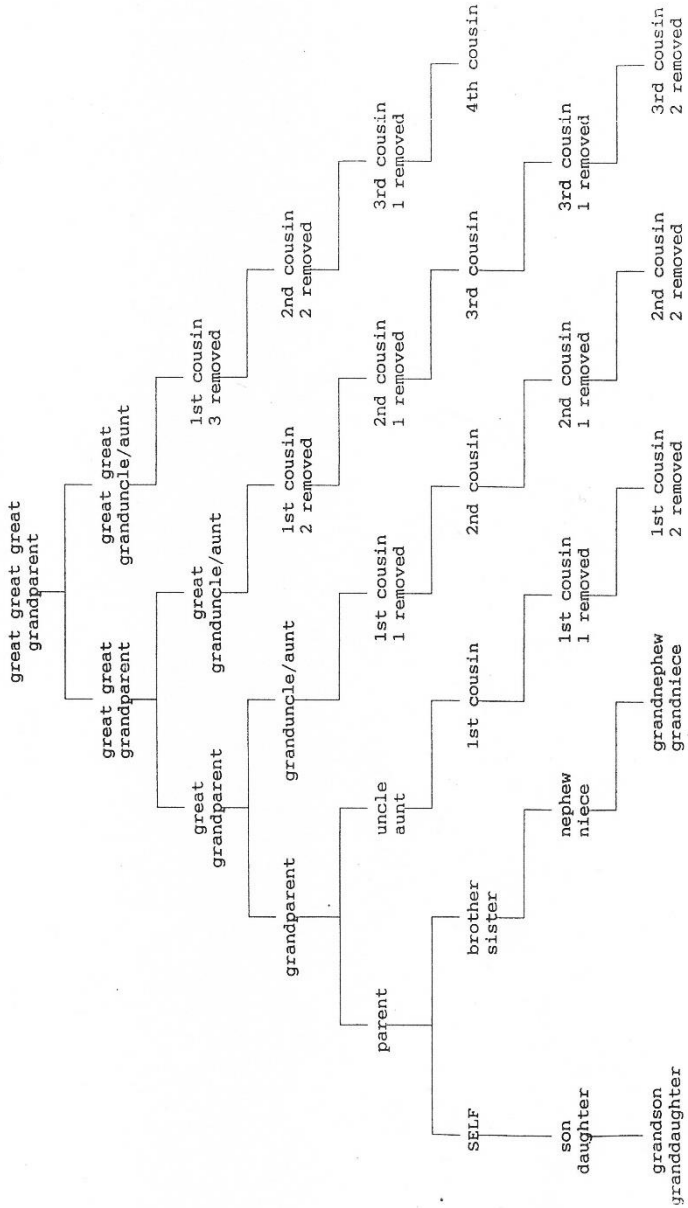 great great great
grandparent
great great
grandparent
great great
granduncle/aunt
great
grandparent
great
granduncle/aunt
1st cousin
3 removed
grandparent
granduncle/aunt
1st cousin
2 removed
2nd cousin
2 removed
parent
uncle
aunt
1st cousin
1 removed
2nd cousin
1 removed
3rd cousin
1 removed
SELF
brother
sister
1st cousin
2nd cousin
3rd cousin
4th cousin
son
daughter
nephew
niece
1st cousin
1 removed
2nd cousin
1 removed
3rd cousin
1 removed
grandson
granddaughter
grandnephew
grandniece
1st cousin
2 removed
2nd cousin
2 removed
3rd cousin
2 removed